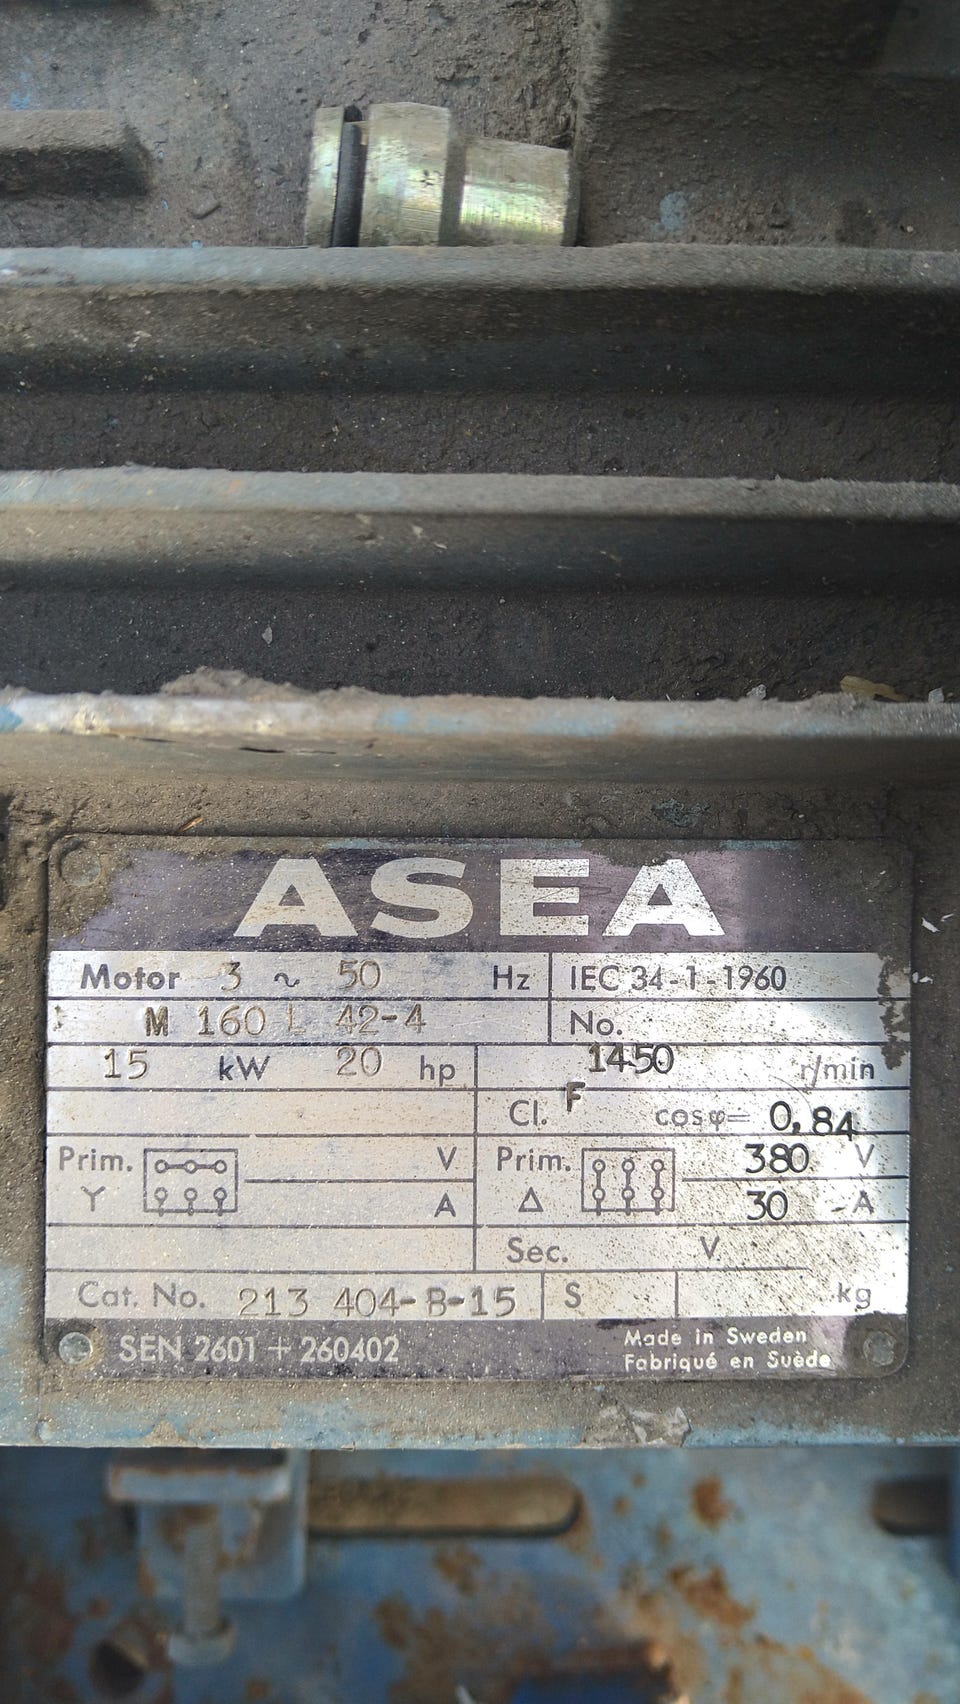 ASEA
Motor 3 ~ 50 Hz IEC 34-1-1960
M 160 L 42-4 No.
15 kW 20 hp 1450 r/min
Cl. F cosφ= 0,84
Prim. V Prim. 380 V
Y A Δ 30 A
Sec. V
Cat. No. 213 404-B-15 S kg
SEN 2601 + 260402 Made in Sweden
Fabriqué en Suède